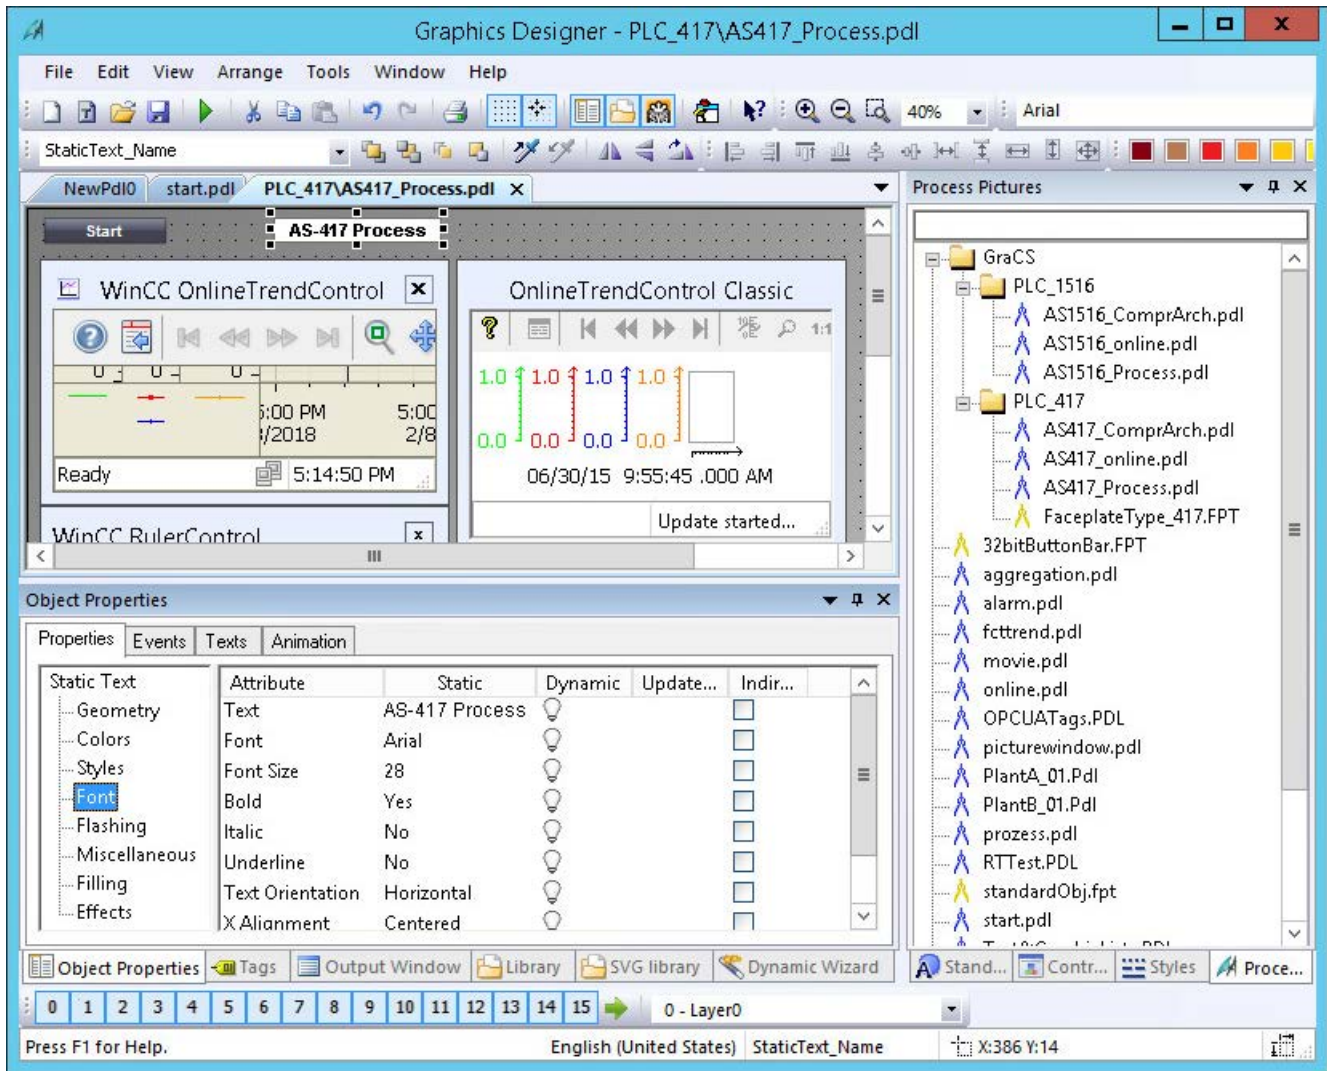 Graphics Designer - PLC_417\AS417_Process.pdl
File Edit View Arrange Tools Window Help
40% Arial
StaticText_Name
NewPdl0 start.pdl PLC_417\AS417_Process.pdl
Start AS-417 Process
WinCC OnlineTrendControl
0 0 0
:00 PM 5:00
/2018 2/8
Ready 5:14:50 PM
WinCC RulerControl
OnlineTrendControl Classic
1:1
1.0 1.0 1.0 1.0
0.0 0.0 0.0 0.0
06/30/15 9:55:45 .000 AM
Update started...
Process Pictures
GraCS
PLC_1516
AS1516_ComprArch.pdl
AS1516_online.pdl
AS1516_Process.pdl
PLC_417
AS417_ComprArch.pdl
AS417_online.pdl
AS417_Process.pdl
FaceplateType_417.FPT
32bitButtonBar.FPT
aggregation.pdl
alarm.pdl
fcttrend.pdl
movie.pdl
online.pdl
OPCUATags.PDL
picturewindow.pdl
PlantA_01.Pdl
PlantB_01.Pdl
prozess.pdl
RTTest.PDL
standardObj.fpt
start.pdl
Stand... Contr... Styles Proce...
Object Properties
Properties Events Texts Animation
Static Text
Geometry
Colors
Styles
Font
Flashing
Miscellaneous
Filling
Effects
Attribute Static Dynamic Update... Indir...
Text AS-417 Process
Font Arial
Font Size 28
Bold Yes
Italic No
Underline No
Text Orientation Horizontal
X Alignment Centered
Object Properties Tags Output Window Library SVG library Dynamic Wizard
0 1 2 3 4 5 6 7 8 9 10 11 12 13 14 15 0 - Layer0
Press F1 for Help. English (United States) StaticText_Name X:386 Y:14